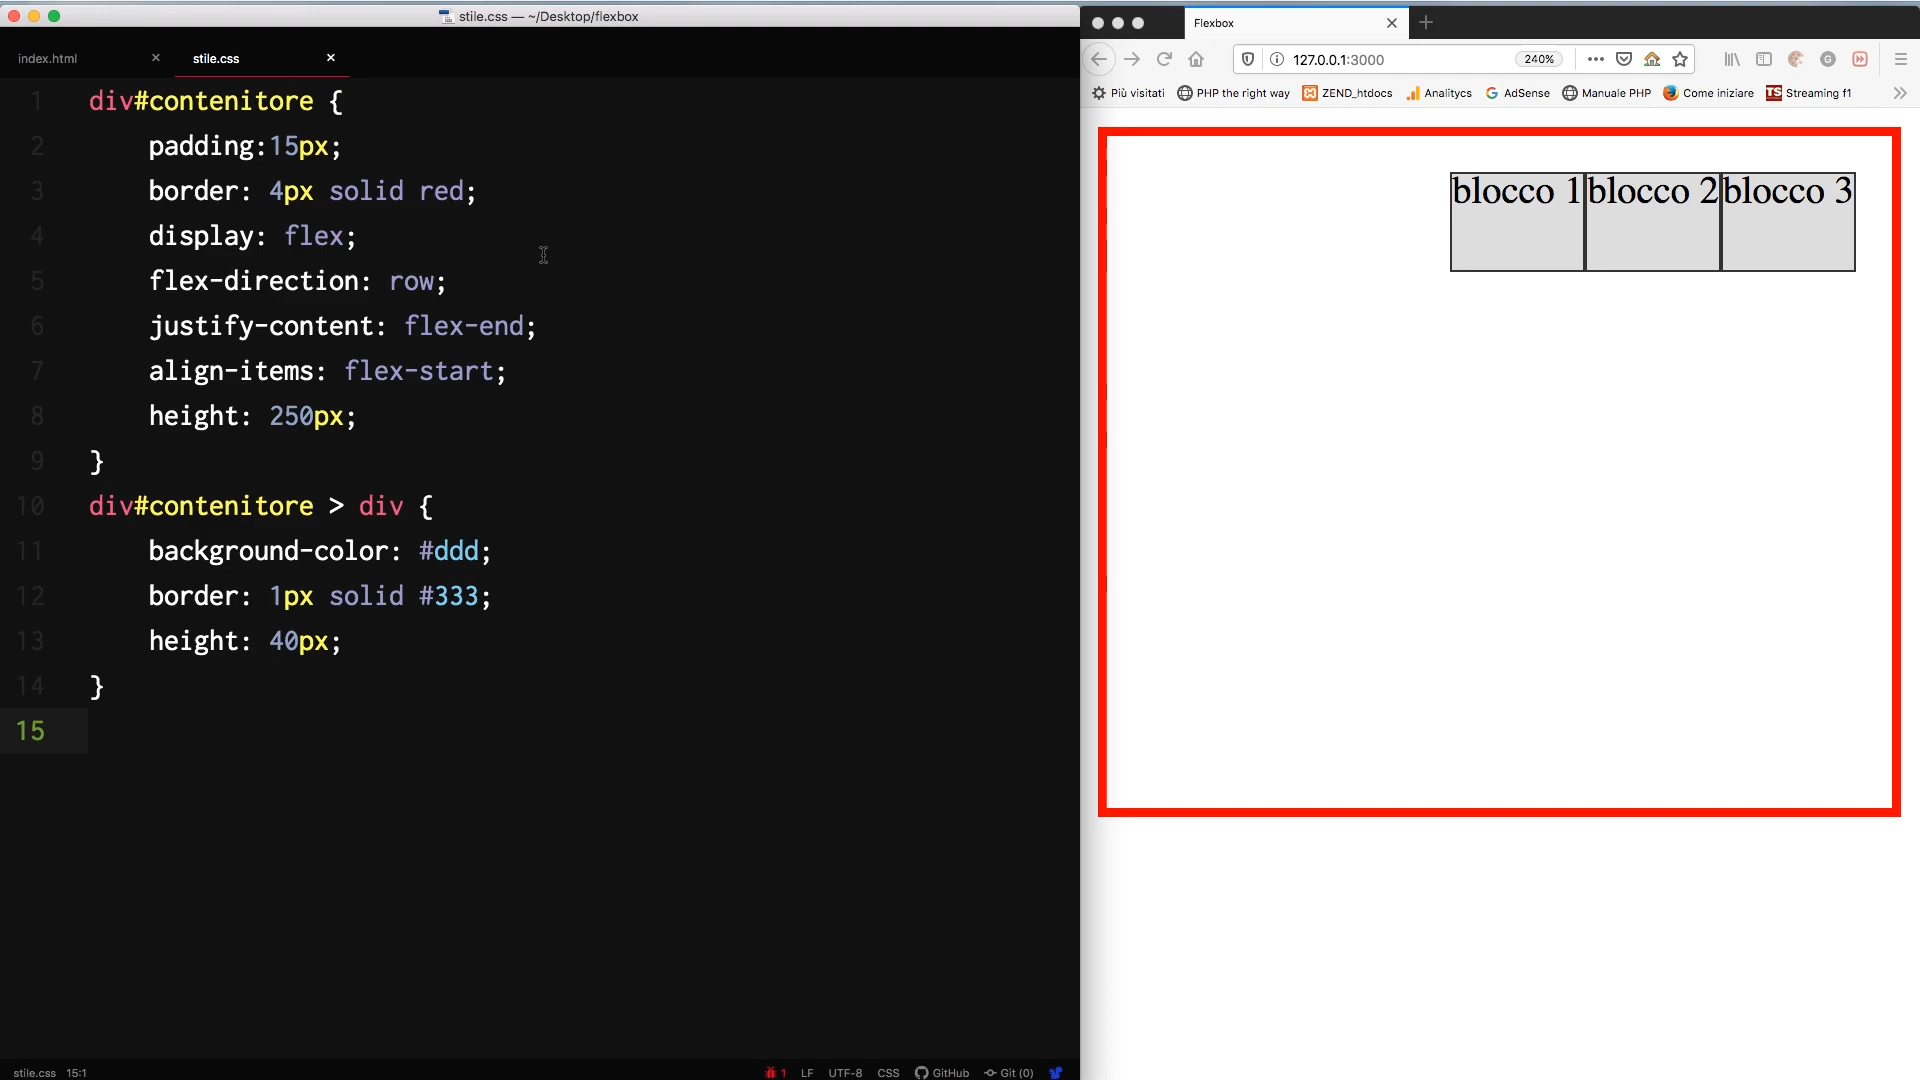 stile.css — ~/Desktop/flexbox
index.html
stile.css
1 div#contenitore {
2 padding:15px;
3 border: 4px solid red;
4 display: flex;
5 flex-direction: row;
6 justify-content: flex-end;
7 align-items: flex-start;
8 height: 250px;
9 }
10 div#contenitore > div {
11 background-color: #ddd;
12 border: 1px solid #333;
13 height: 40px;
14 }
15
stile.css 15:1
1 LF UTF-8 CSS GitHub Git (0)
Flexbox
127.0.0.1:3000 240%
Più visitati PHP the right way ZEND_htdocs Analitycs AdSense Manuale PHP Come iniziare TS Streaming f1
blocco 1 blocco 2 blocco 3